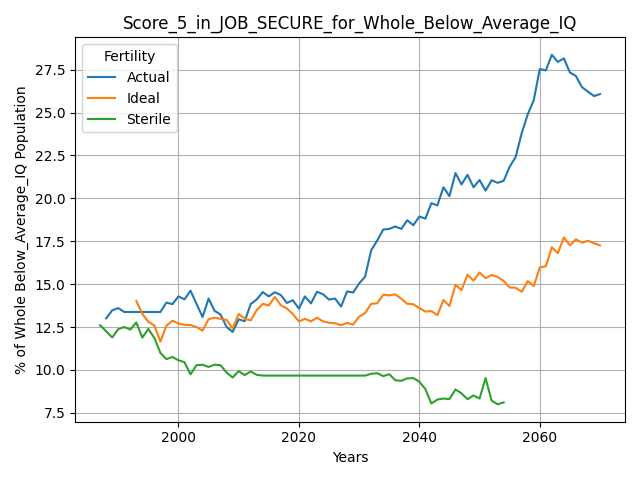 Score_5_in_JOB_SECURE_for_Whole_Below_Average_IQ
% of Whole Below_Average_IQ Population
27.5
25.0
22.5
20.0
17.5
15.0
12.5
10.0
7.5
Fertility
Actual
Ideal
Sterile
2000
2020
2040
2060
Years